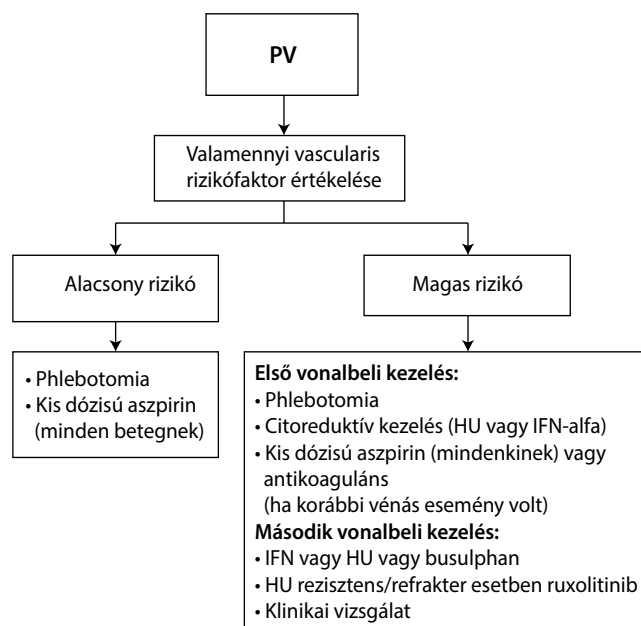 PV
Valamennyi vascularis
rizikófaktor értékelése
Alacsony rizikó
Magas rizikó
• Phlebotomia
• Kis dózisú aszpirin
(minden betegnek)
Első vonalbeli kezelés:
• Phlebotomia
• Citoreduktív kezelés (HU vagy IFN-alfa)
• Kis dózisú aszpirin (mindenkinek) vagy
antikoaguláns
(ha korábbi vénás esemény volt)
Második vonalbeli kezelés:
• IFN vagy HU vagy busulphan
• HU rezisztens/refrakter esetben ruxolitinib
• Klinikai vizsgálat